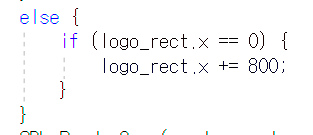 else {
    if (logo_rect.x == 0) {
        logo_rect.x += 800;
    }
}